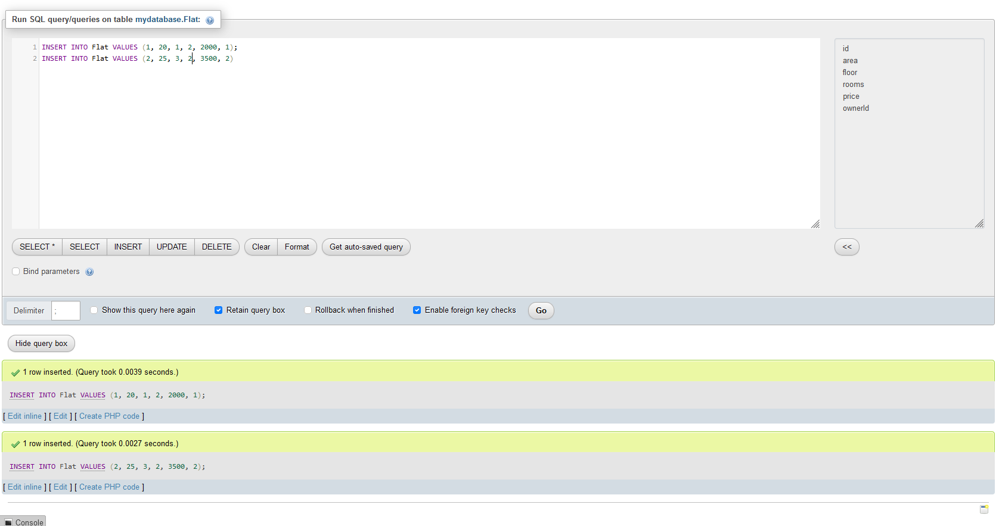 Run SQL query/queries on table mydatabase.Flat:
1 INSERT INTO Flat VALUES (1, 20, 1, 2, 2000, 1);
2 INSERT INTO Flat VALUES (2, 25, 3, 2, 3500, 2)
id
area
floor
rooms
price
ownerId
SELECT * SELECT INSERT UPDATE DELETE Clear Format Get auto-saved query <<
Bind parameters
Delimiter ; Show this query here again Retain query box Rollback when finished Enable foreign key checks Go
Hide query box
1 row inserted. (Query took 0.0039 seconds.)
INSERT INTO Flat VALUES (1, 20, 1, 2, 2000, 1);
[ Edit inline ] [ Edit ] [ Create PHP code ]
1 row inserted. (Query took 0.0027 seconds.)
INSERT INTO Flat VALUES (2, 25, 3, 2, 3500, 2);
[ Edit inline ] [ Edit ] [ Create PHP code ]
Console